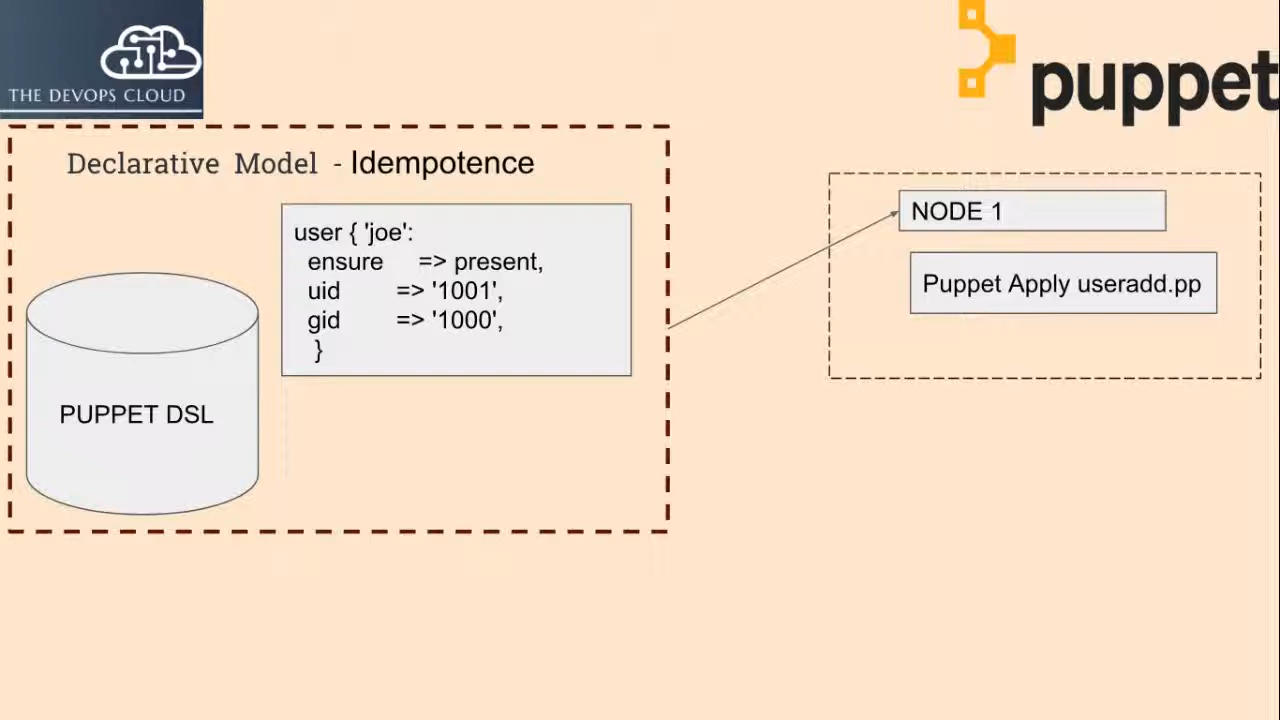 THE DEVOPS CLOUD
puppet
Declarative Model - Idempotence
user { 'joe':
ensure => present,
uid => '1001',
gid => '1000',
}
PUPPET DSL
NODE 1
Puppet Apply useradd.pp